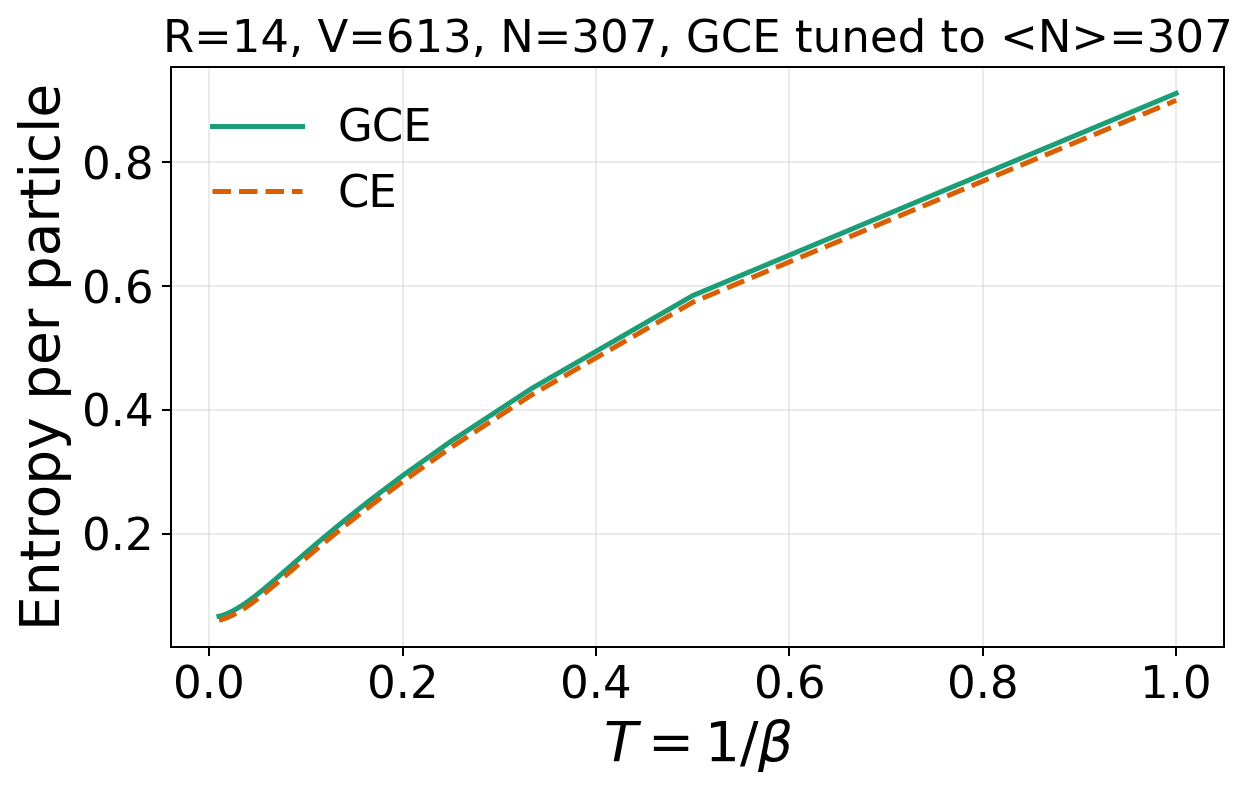 R=14, V=613, N=307, GCE tuned to <N>=307
GCE
CE
Entropy per particle
0.8
0.6
0.4
0.2
0.0 0.2 0.4 0.6 0.8 1.0
T = 1/β